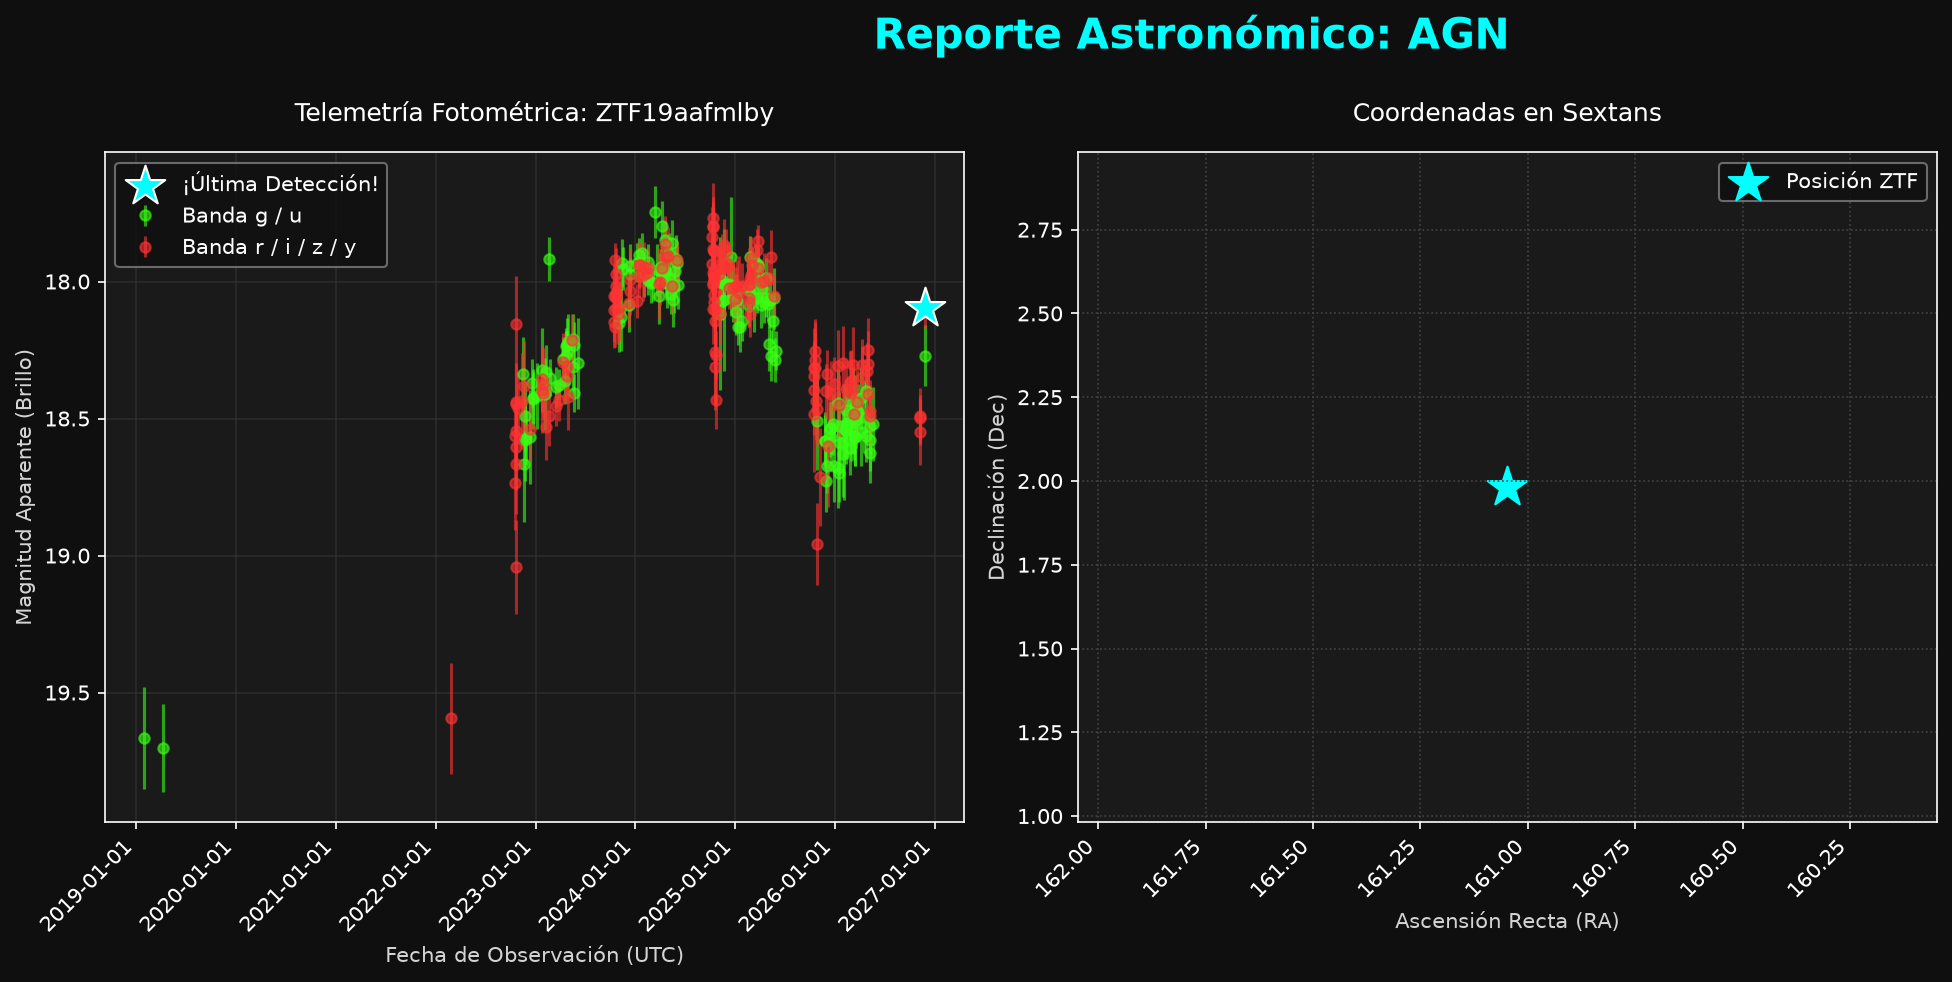 Reporte Astronómico: AGN
Telemetría Fotométrica: ZTF19aafmlby
¡Última Detección!
Banda g / u
Banda r / i / z / y
Magnitud Aparente (Brillo)
18.0
18.5
19.0
19.5
2019-01-01
2020-01-01
2021-01-01
2022-01-01
2023-01-01
2024-01-01
2025-01-01
2026-01-01
2027-01-01
Fecha de Observación (UTC)
Coordenadas en Sextans
Posición ZTF
Declinación (Dec)
2.75
2.50
2.25
2.00
1.75
1.50
1.25
1.00
162.00
161.75
161.50
161.25
161.00
160.75
160.50
160.25
Ascensión Recta (RA)